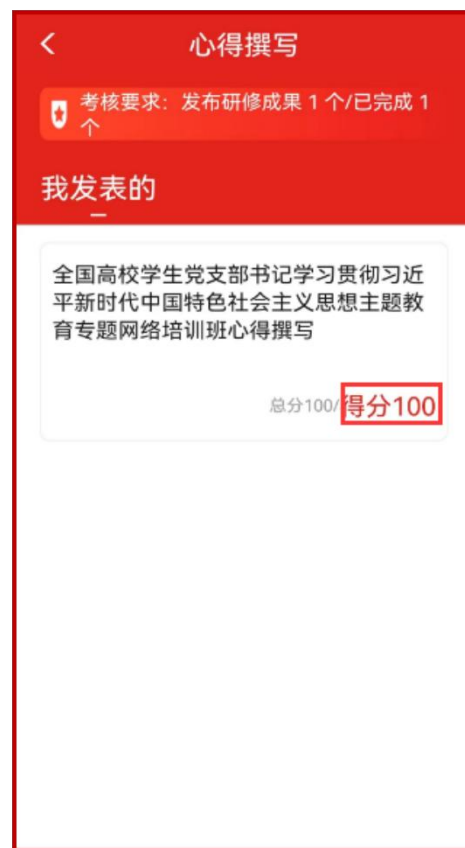 心得撰写
考核要求：发布研修成果 1 个/已完成 1
个
我发表的
全国高校学生党支部书记学习贯彻习近
平新时代中国特色社会主义思想主题教
育专题网络培训班心得撰写
总分100/得分100